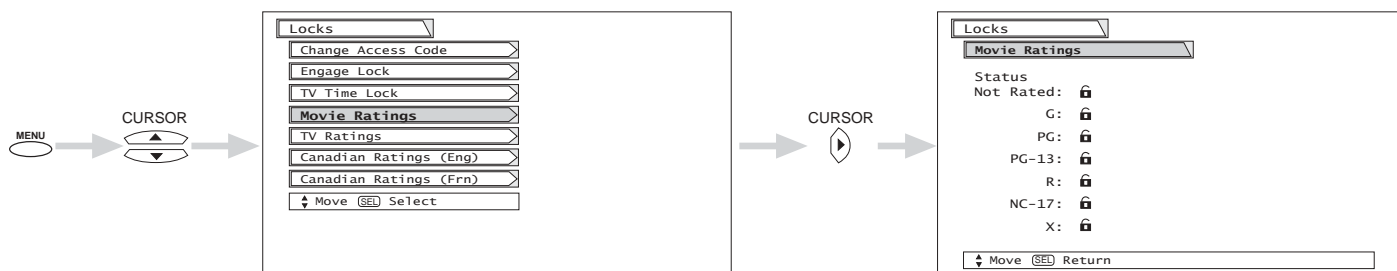 MENU
CURSOR
Locks
Change Access Code
Engage Lock
TV Time Lock
Movie Ratings
TV Ratings
Canadian Ratings (Eng)
Canadian Ratings (Frn)
Move SEL Select
CURSOR
Locks
Movie Ratings
Status
Not Rated:
G:
PG:
PG-13:
R:
NC-17:
X:
Move SEL Return